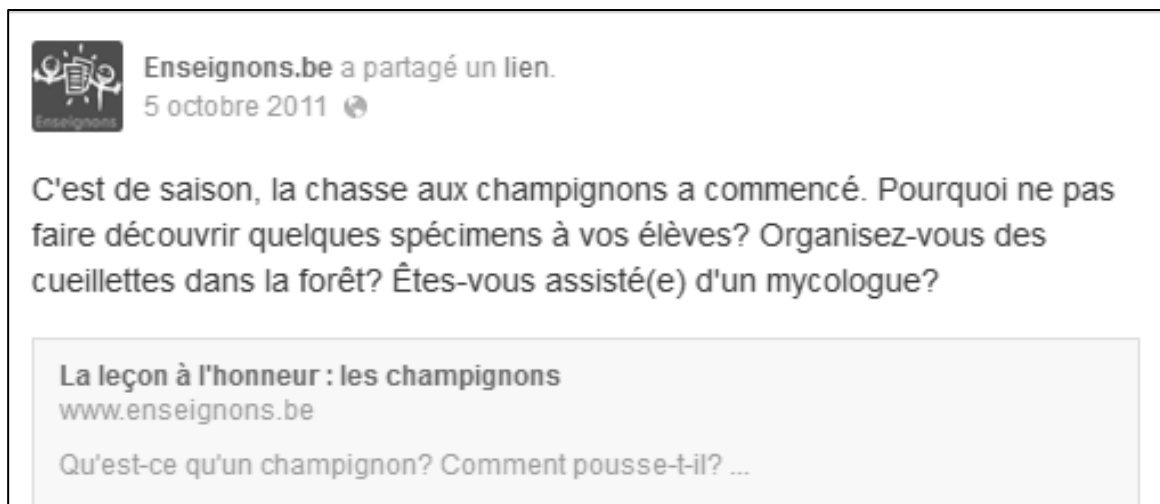 Enseignons.be a partagé un lien.
5 octobre 2011
Enseignons
C'est de saison, la chasse aux champignons a commencé. Pourquoi ne pas
faire découvrir quelques spécimens à vos élèves? Organisez-vous des
cueillettes dans la forêt? Êtes-vous assisté(e) d'un mycologue?
La leçon à l'honneur : les champignons
www.enseignons.be
Qu'est-ce qu'un champignon? Comment pousse-t-il? ...